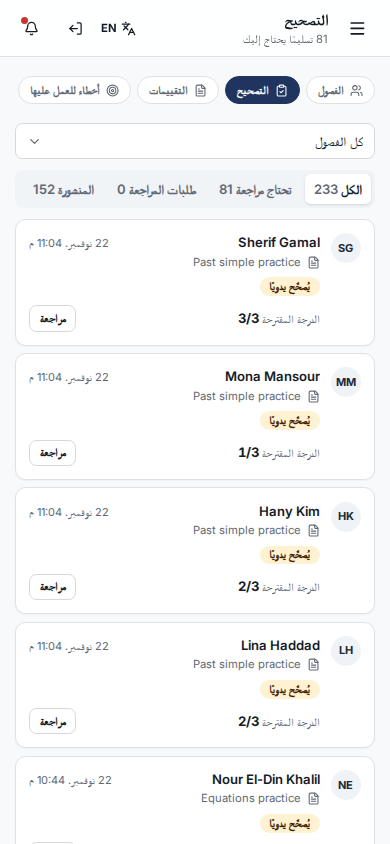 التصحيح
81 تسليمًا يحتاج إليك
EN
الفصول
التصحيح
التقييمات
أخطاء للعمل عليها
كل الفصول
الكل 233
تحتاج مراجعة 81
طلبات المراجعة 0
المنشورة 152
SG
Sherif Gamal
22 نوفمبر، 11:04 م
Past simple practice
يُصحَّح يدويًا
الدرجة المقترحة 3/3
مراجعة
MM
Mona Mansour
22 نوفمبر، 11:04 م
Past simple practice
يُصحَّح يدويًا
الدرجة المقترحة 1/3
مراجعة
HK
Hany Kim
22 نوفمبر، 11:04 م
Past simple practice
يُصحَّح يدويًا
الدرجة المقترحة 2/3
مراجعة
LH
Lina Haddad
22 نوفمبر، 11:04 م
Past simple practice
يُصحَّح يدويًا
الدرجة المقترحة 2/3
مراجعة
NE
Nour El-Din Khalil
22 نوفمبر، 10:44 م
Equations practice
يُصحَّح يدويًا